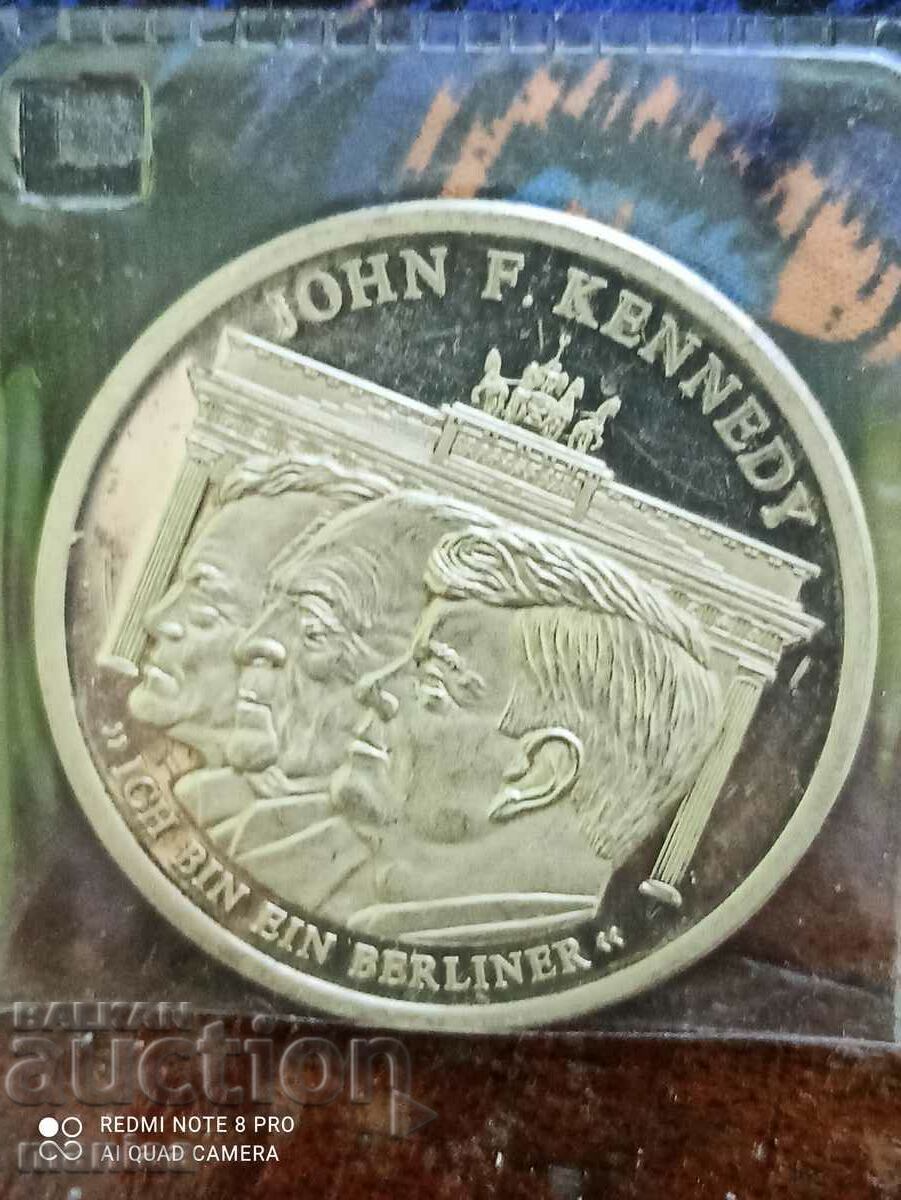 JOHN F. KENNEDY
„ICH BIN EIN BERLINER“
BALKAN
auction
REDMI NOTE 8 PRO
AI QUAD CAMERA